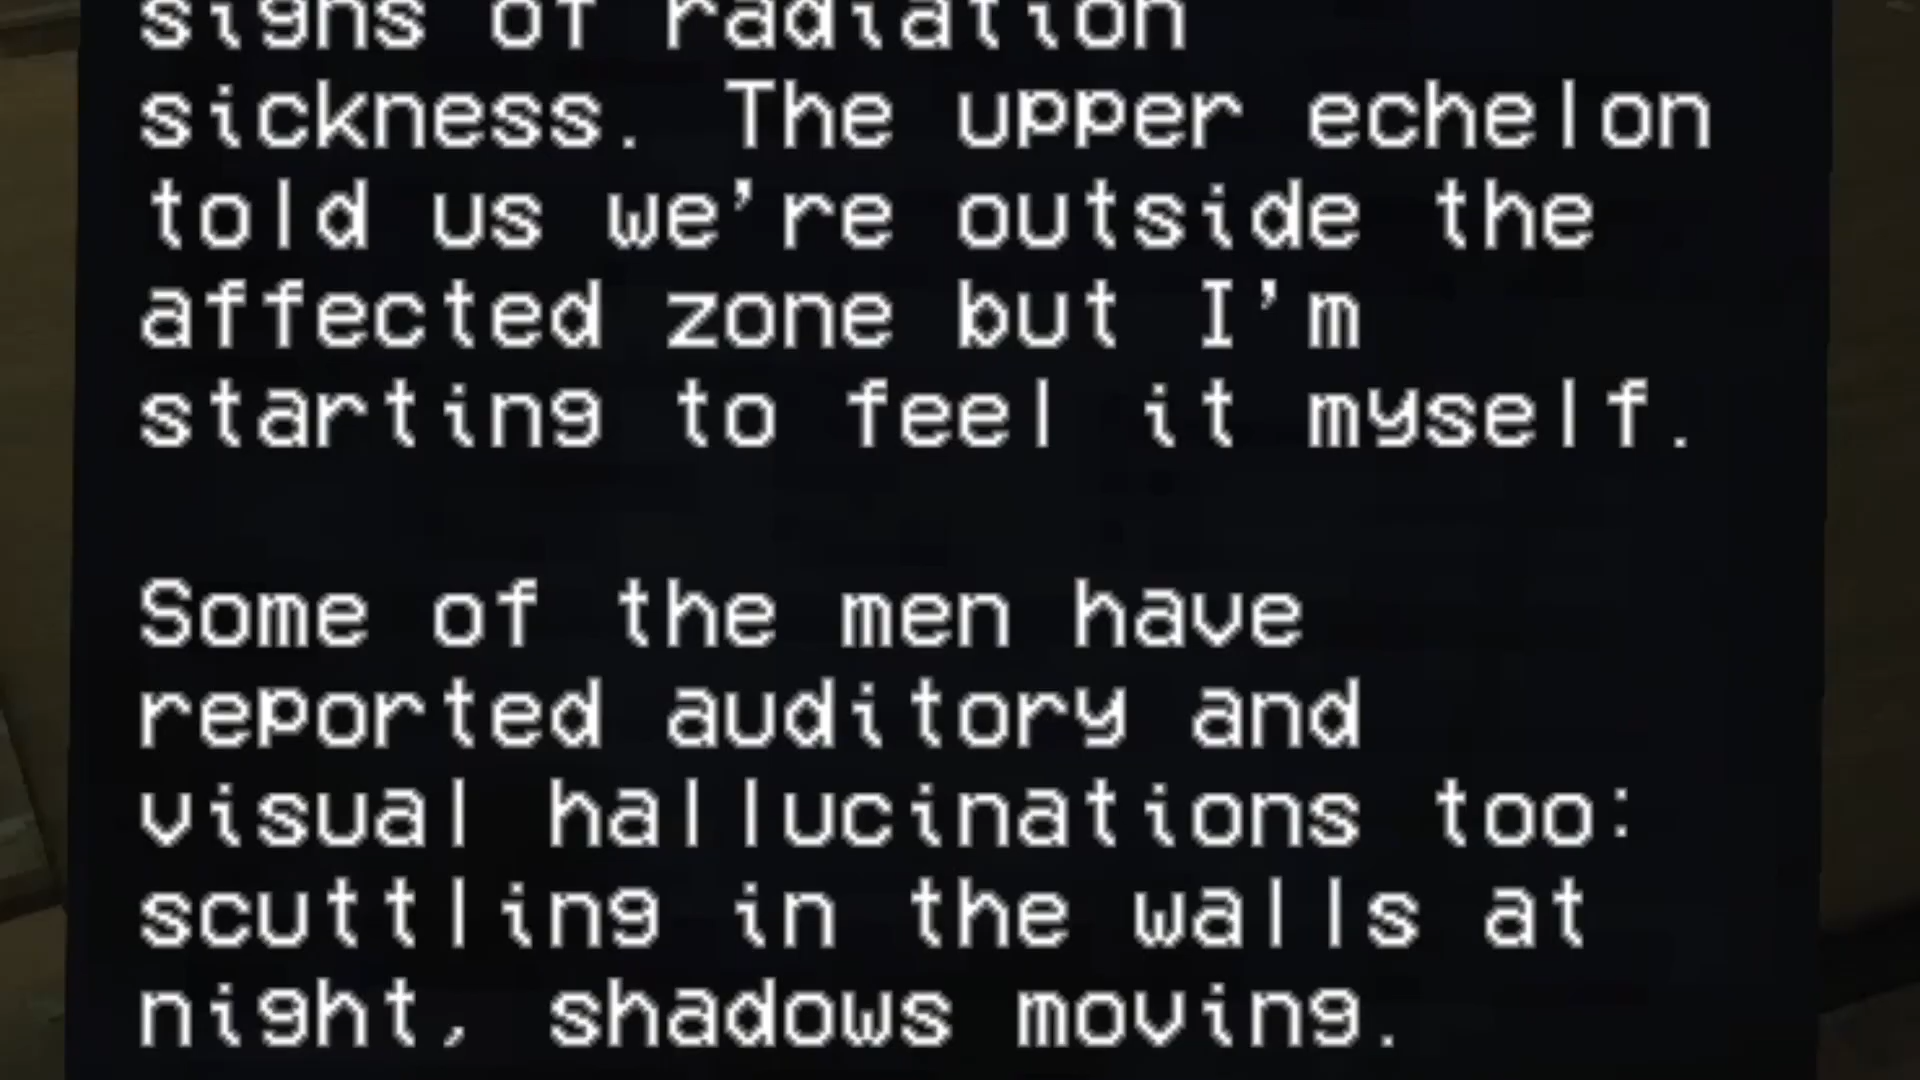 signs of radiation
sickness. The upper echelon
told us we're outside the
affected zone but I'm
starting to feel it myself.
Some of the men have
reported auditory and
visual hallucinations too:
scuttling in the walls at
night, shadows moving.